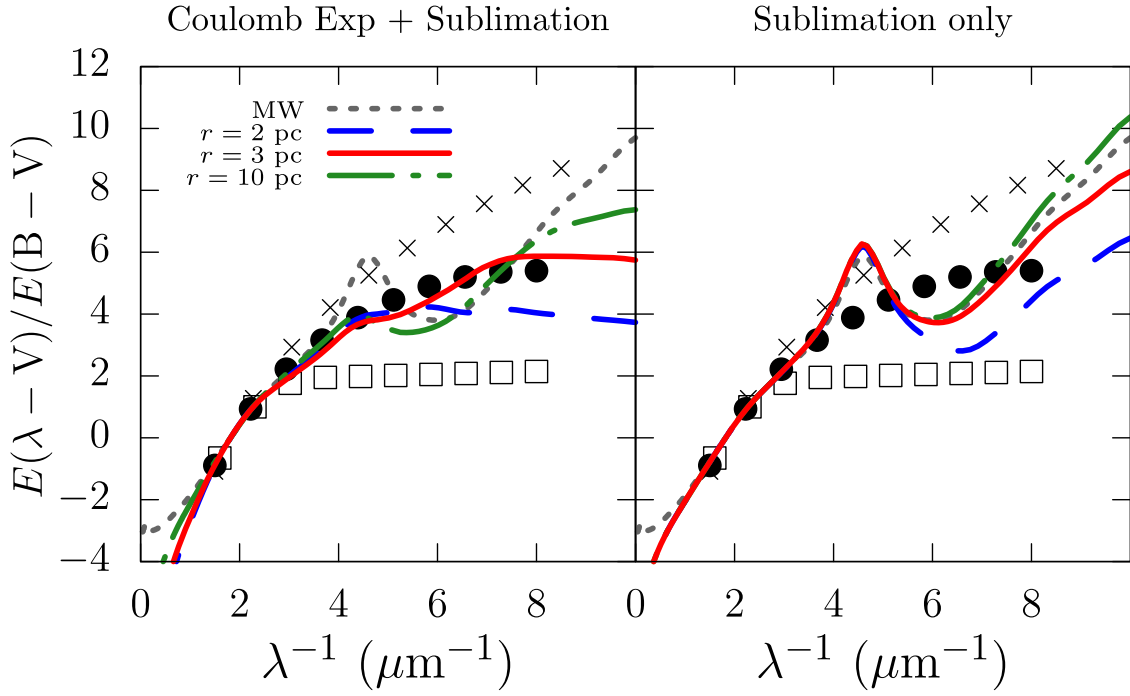 Coulomb Exp + Sublimation
Sublimation only
E(λ − V)/E(B − V)
12
10
8
6
4
2
0
−2
−4
MW
r = 2 pc
r = 3 pc
r = 10 pc
0 2 4 6 8 0 2 4 6 8
λ⁻¹ (μm⁻¹)
λ⁻¹ (μm⁻¹)